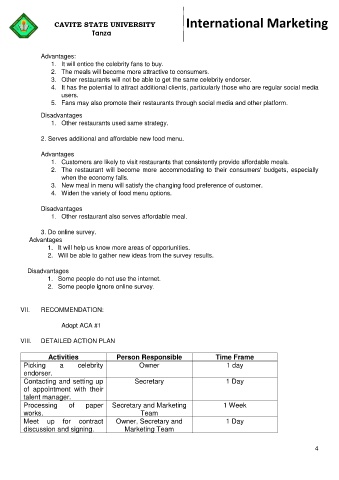 CAVITE STATE UNIVERSITY
Tanza
International Marketing
Advantages:
1. It will entice the celebrity fans to buy.
2. The meals will become more attractive to consumers.
3. Other restaurants will not be able to get the same celebrity endorser.
4. It has the potential to attract additional clients, particularly those who are regular social media
users.
5. Fans may also promote their restaurants through social media and other platform.
Disadvantages
1. Other restaurants used same strategy.
2. Serves additional and affordable new food menu.
Advantages
1. Customers are likely to visit restaurants that consistently provide affordable meals.
2. The restaurant will become more accommodating to their consumers' budgets, especially
when the economy falls.
3. New meal in menu will satisfy the changing food preference of customer.
4. Widen the variety of food menu options.
Disadvantages
1. Other restaurant also serves affordable meal.
3. Do online survey.
Advantages
1. It will help us know more areas of opportunities.
2. Will be able to gather new ideas from the survey results.
Disadvantages
1. Some people do not use the internet.
2. Some people ignore online survey.
VII. RECOMMENDATION:
Adopt ACA #1
VIII. DETAILED ACTION PLAN
Activities Person Responsible Time Frame
Picking a celebrity Owner 1 day
endorser.
Contacting and setting up Secretary 1 Day
of appointment with their
talent manager.
Processing of paper Secretary and Marketing 1 Week
works. Team
Meet up for contract Owner, Secretary and 1 Day
discussion and signing. Marketing Team
4